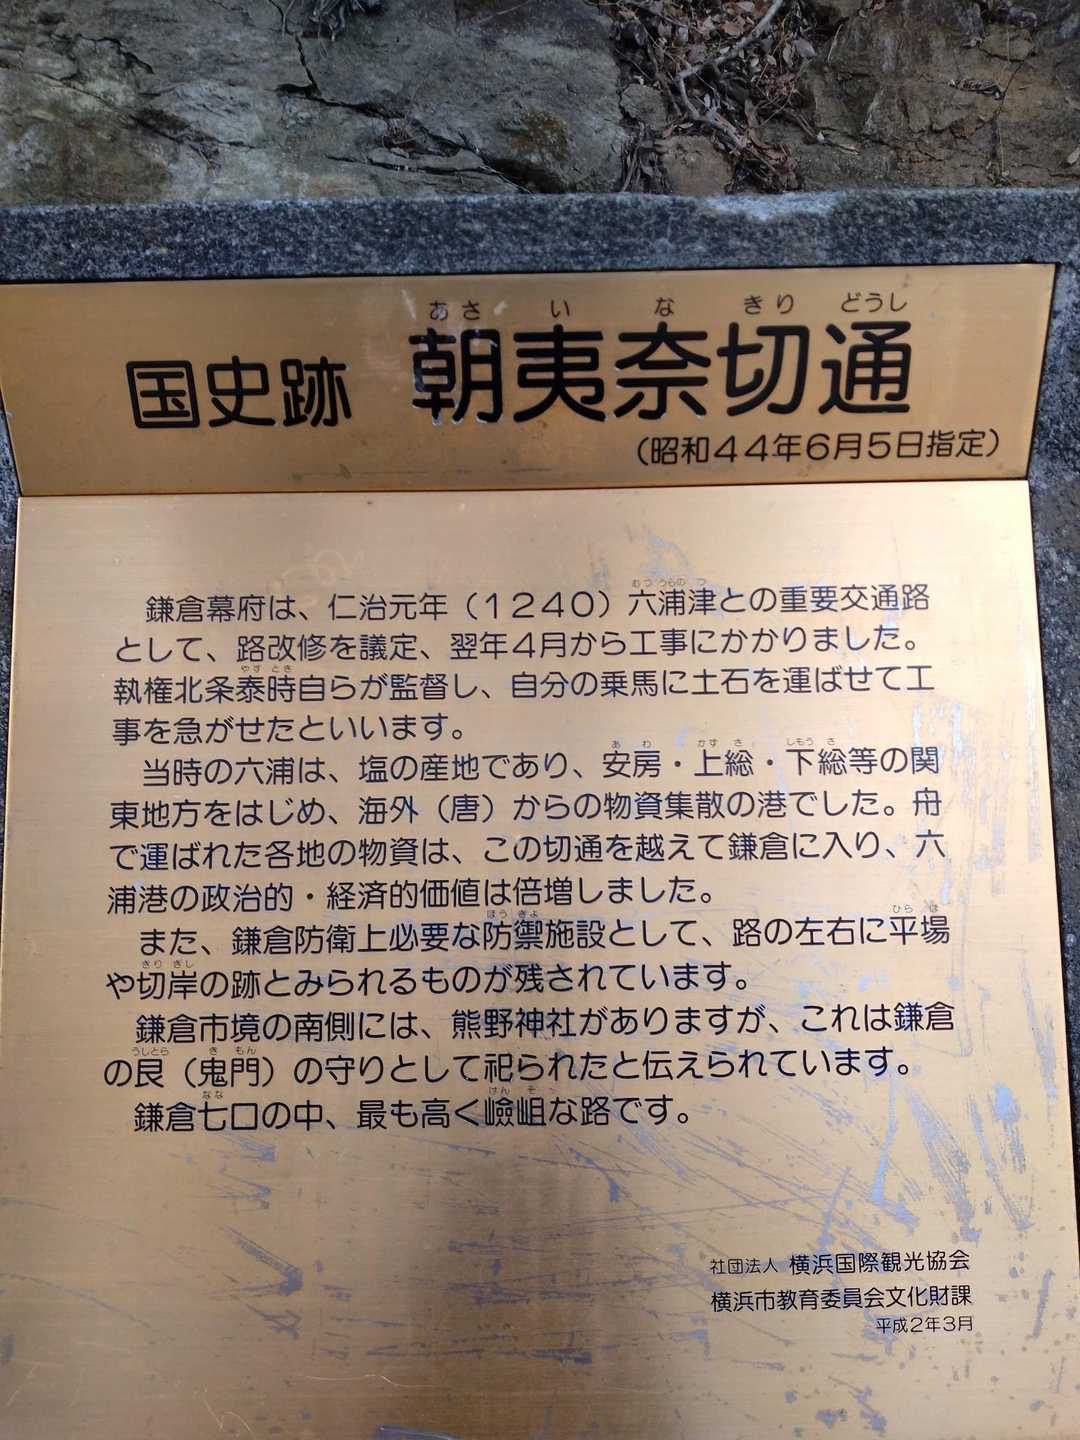 国史跡 朝夷奈切通
(昭和44年6月5日指定)
鎌倉幕府は、仁治元年(1240)六浦津との重要交通路
として、路改修を議定、翌年4月から工事にかかりました。
執権北条泰時自らが監督し、自分の乗馬に土石を運ばせて工
事を急がせたといいます。
当時の六浦は、塩の産地であり、安房・上総・下総等の関
東地方をはじめ、海外(唐)からの物資集散の港でした。舟
で運ばれた各地の物資は、この切通を越えて鎌倉に入り、六
浦港の政治的・経済的価値は倍増しました。
また、鎌倉防衛上必要な防禦施設として、路の左右に平場
や切岸の跡とみられるものが残されています。
鎌倉市境の南側には、熊野神社がありますが、これは鎌倉
の艮(鬼門)の守りとして祀られたと伝えられています。
鎌倉七口の中、最も高く嶮岨な路です。
社団法人 横浜国際観光協会
横浜市教育委員会文化財課
平成2年3月